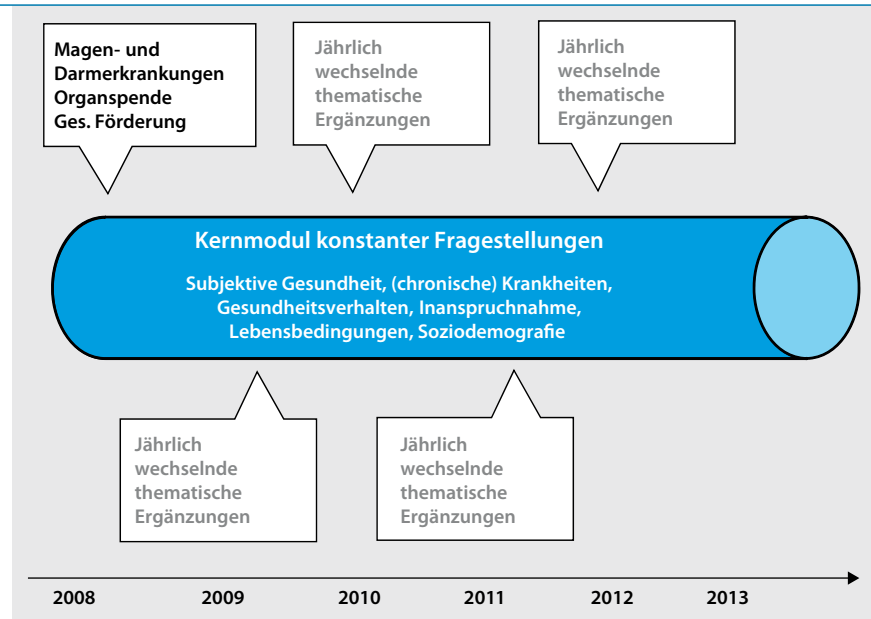 Magen- und
Darmerkrankungen
Organspende
Ges. Förderung
Jährlich
wechselnde
thematische
Ergänzungen
Jährlich
wechselnde
thematische
Ergänzungen
Kernmodul konstanter Fragestellungen
Subjektive Gesundheit, (chronische) Krankheiten,
Gesundheitsverhalten, Inanspruchnahme,
Lebensbedingungen, Soziodemografie
Jährlich
wechselnde
thematische
Ergänzungen
Jährlich
wechselnde
thematische
Ergänzungen
2008 2009 2010 2011 2012 2013